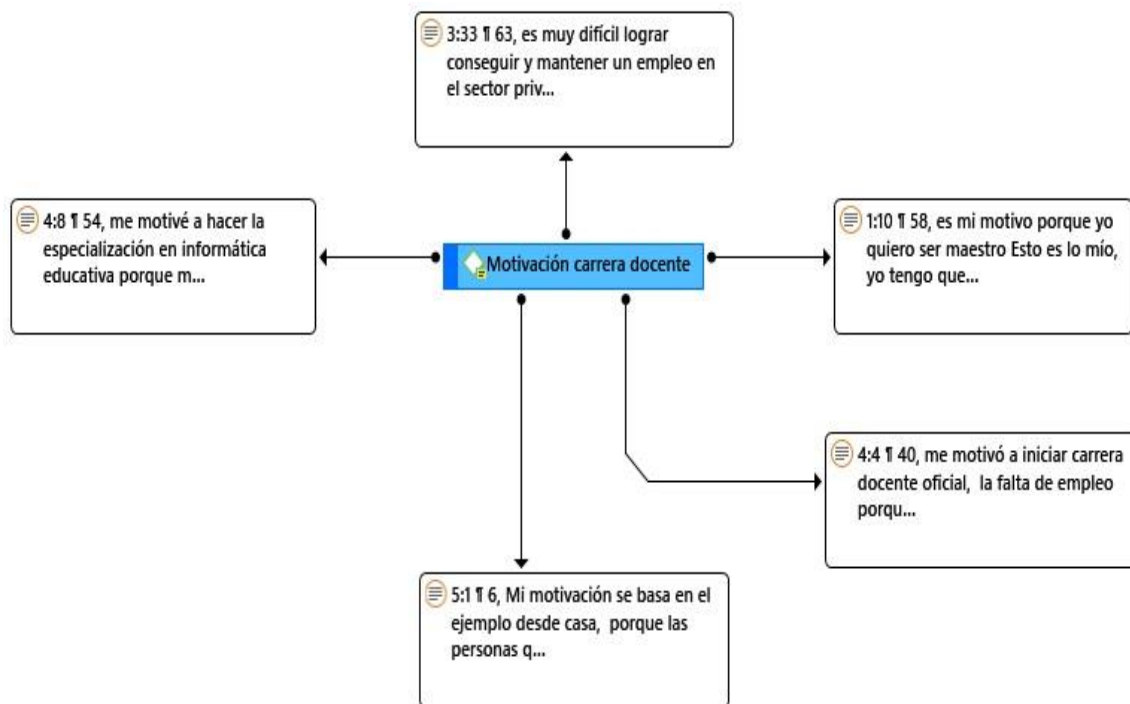 3:33 ¶ 63, es muy difícil lograr
conseguir y mantener un empleo en
el sector priv...
4:8 ¶ 54, me motivé a hacer la
especialización en informática
educativa porque m...
Motivación carrera docente
1:10 ¶ 58, es mi motivo porque yo
quiero ser maestro Esto es lo mío,
yo tengo que...
4:4 ¶ 40, me motivó a iniciar carrera
docente oficial, la falta de empleo
porqu...
5:1 ¶ 6, Mi motivación se basa en el
ejemplo desde casa, porque las
personas q...